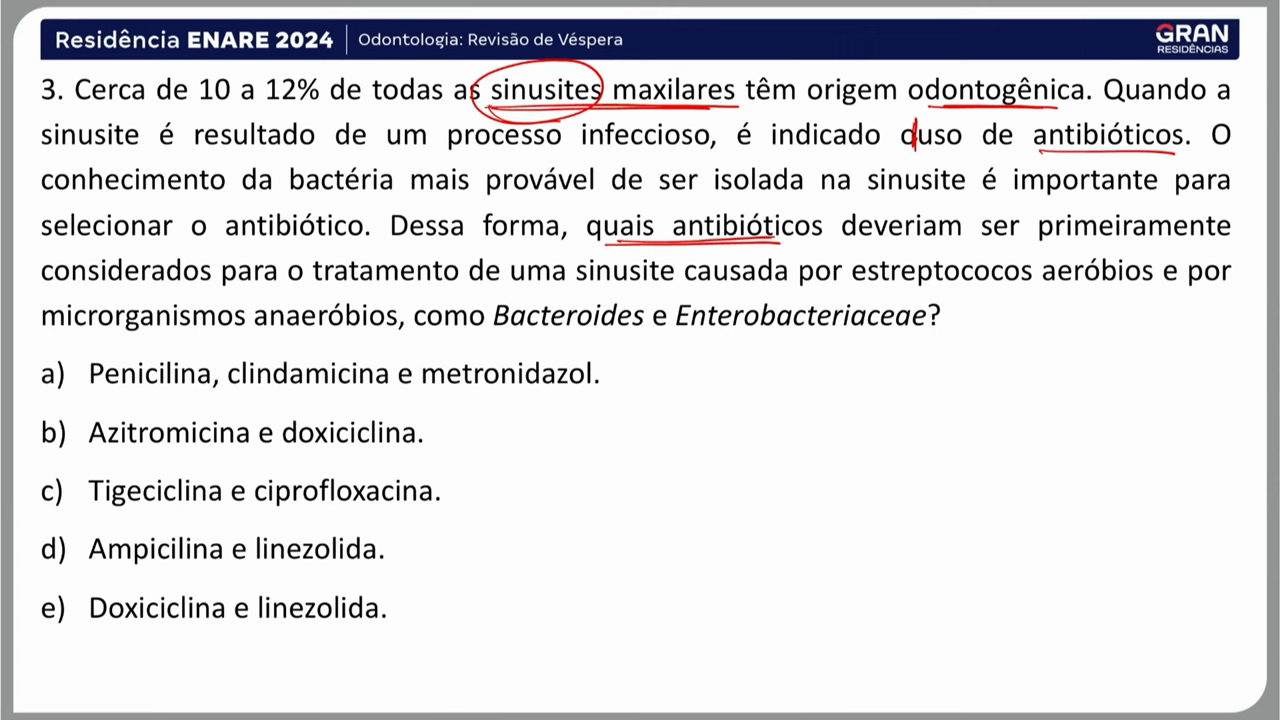 Residência ENARE 2024 | Odontologia: Revisão de Véspera
GRAN
RESIDÊNCIAS
3. Cerca de 10 a 12% de todas as sinusites maxilares têm origem odontogênica. Quando a
sinusite é resultado de um processo infeccioso, é indicado o uso de antibióticos. O
conhecimento da bactéria mais provável de ser isolada na sinusite é importante para
selecionar o antibiótico. Dessa forma, quais antibióticos deveriam ser primeiramente
considerados para o tratamento de uma sinusite causada por estreptococos aeróbios e por
microrganismos anaeróbios, como Bacteroides e Enterobacteriaceae?
a) Penicilina, clindamicina e metronidazol.
b) Azitromicina e doxiciclina.
c) Tigeciclina e ciprofloxacina.
d) Ampicilina e linezolida.
e) Doxiciclina e linezolida.